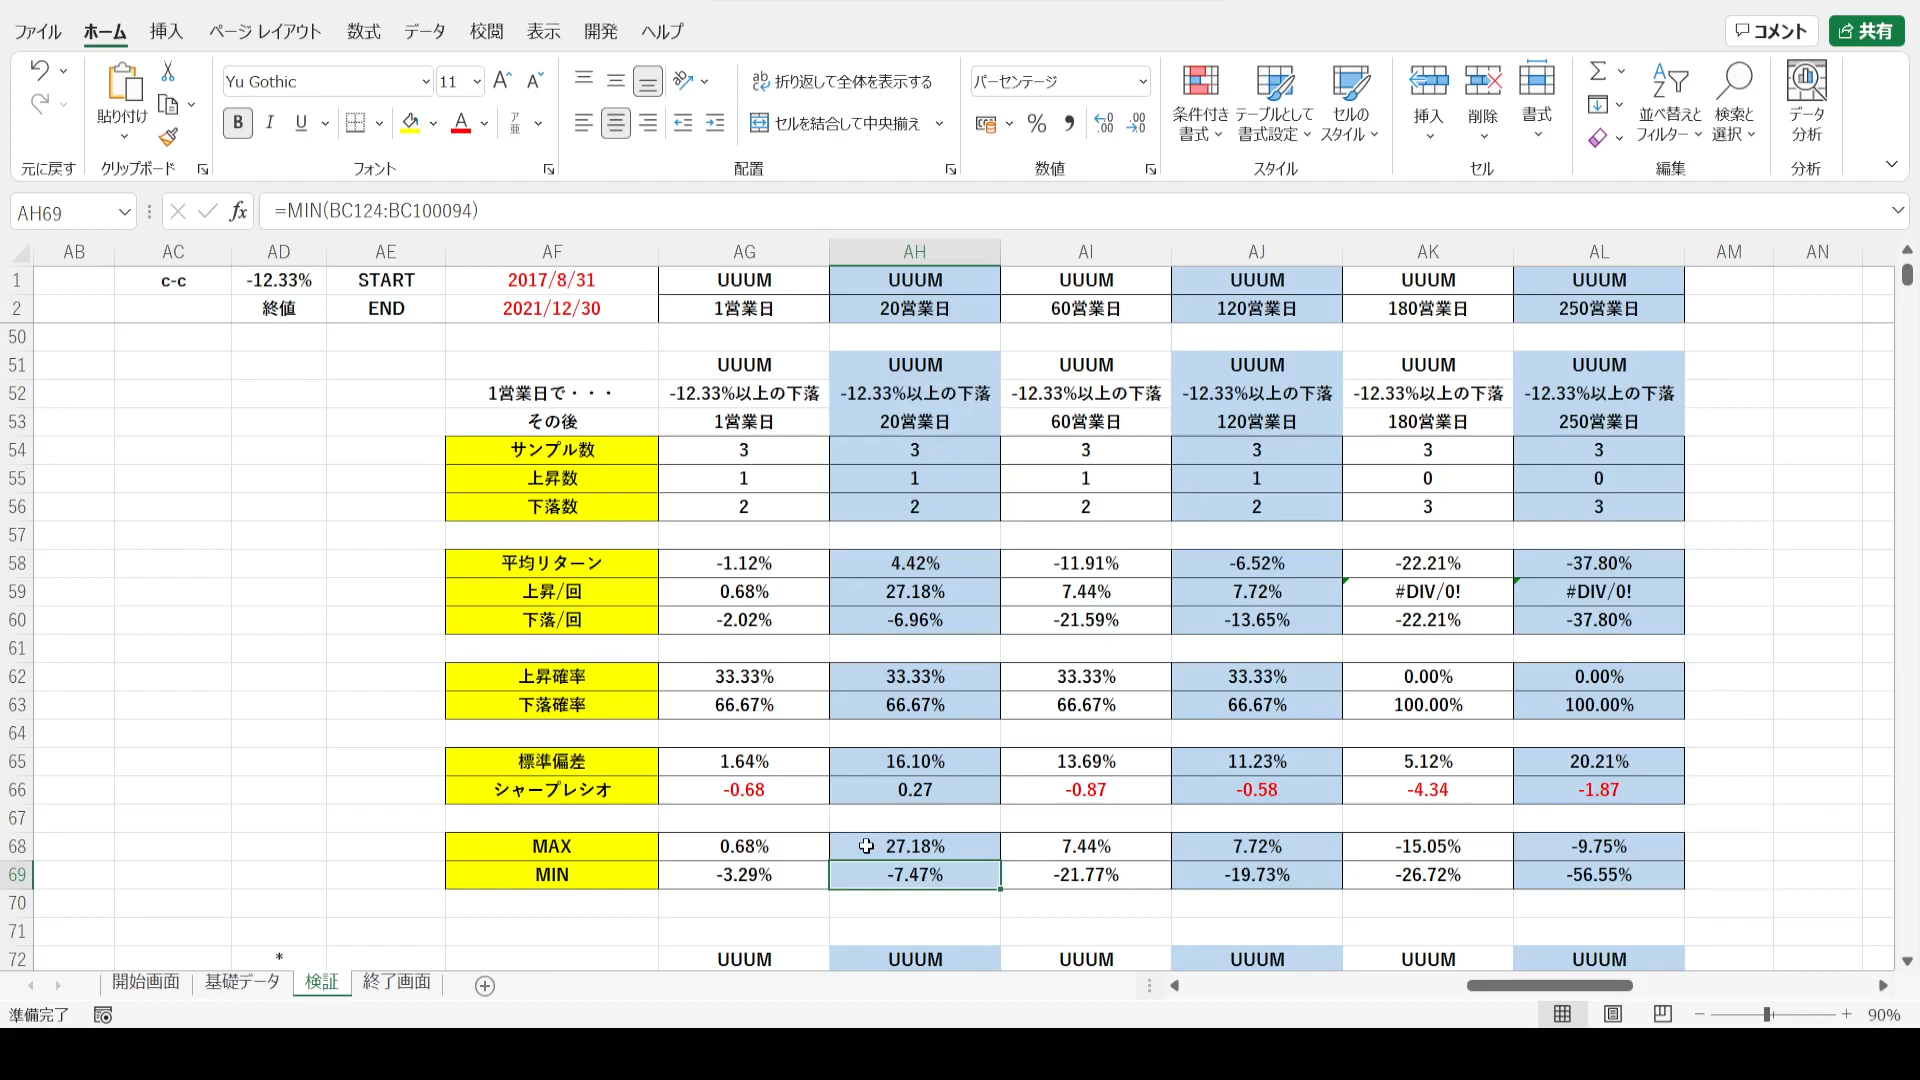 ファイル ホーム 挿入 ページ レイアウト 数式 データ 校閲 表示 開発 ヘルプ コメント 共有
Yu Gothic 11 折り返して全体を表示する パーセンテージ
貼り付け 条件付き書式 テーブルとして書式設定 セルのスタイル 挿入 削除 書式 並べ替えとフィルター 検索と選択 データ分析
B I U A セルを結合して中央揃え %
元に戻す クリップボード フォント 配置 数値 スタイル セル 編集 分析
AH69 fx =MIN(BC124:BC100094)
AB AC AD AE AF AG AH AI AJ AK AL AM AN
1 c-c -12.33% START 2017/8/31 UUUM UUUM UUUM UUUM UUUM UUUM
2 終値 END 2021/12/30 1営業日 20営業日 60営業日 120営業日 180営業日 250営業日
50
51 UUUM UUUM UUUM UUUM UUUM UUUM
52 1営業日で・・・ -12.33%以上の下落 -12.33%以上の下落 -12.33%以上の下落 -12.33%以上の下落 -12.33%以上の下落 -12.33%以上の下落
53 その後 1営業日 20営業日 60営業日 120営業日 180営業日 250営業日
54 サンプル数 3 3 3 3 3 3
55 上昇数 1 1 1 1 0 0
56 下落数 2 2 2 2 3 3
57
58 平均リターン -1.12% 4.42% -11.91% -6.52% -22.21% -37.80%
59 上昇/回 0.68% 27.18% 7.44% 7.72% #DIV/0! #DIV/0!
60 下落/回 -2.02% -6.96% -21.59% -13.65% -22.21% -37.80%
61
62 上昇確率 33.33% 33.33% 33.33% 33.33% 0.00% 0.00%
63 下落確率 66.67% 66.67% 66.67% 66.67% 100.00% 100.00%
64
65 標準偏差 1.64% 16.10% 13.69% 11.23% 5.12% 20.21%
66 シャープレシオ -0.68 0.27 -0.87 -0.58 -4.34 -1.87
67
68 MAX 0.68% 27.18% 7.44% 7.72% -15.05% -9.75%
69 MIN -3.29% -7.47% -21.77% -19.73% -26.72% -56.55%
70
71
72 * UUUM UUUM UUUM UUUM UUUM UUUM
開始画面 基礎データ 検証 終了画面
準備完了 90%